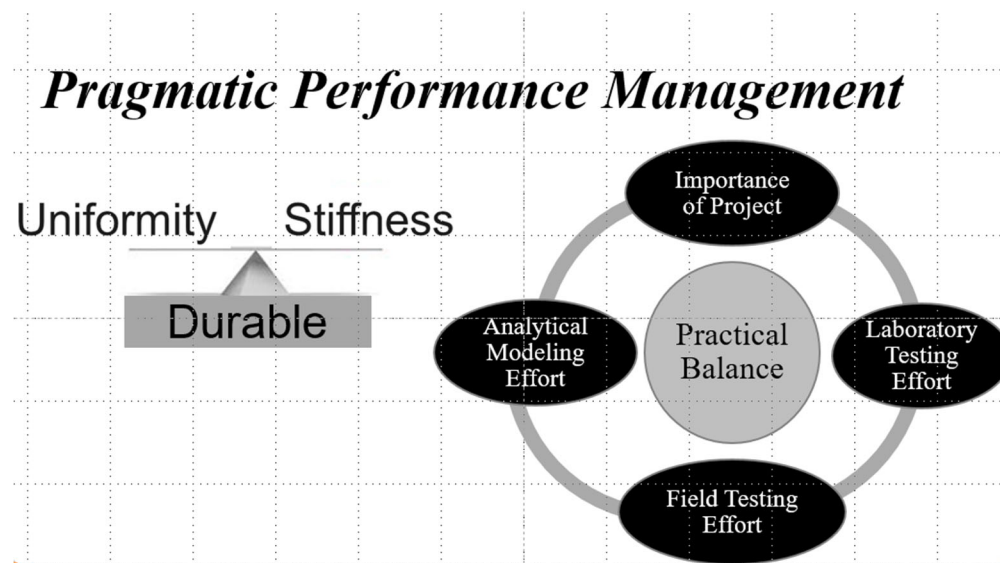 Pragmatic Performance Management
Uniformity Stiffness
Durable
Importance
of Project
Analytical
Modeling
Effort
Practical
Balance
Laboratory
Testing
Effort
Field Testing
Effort